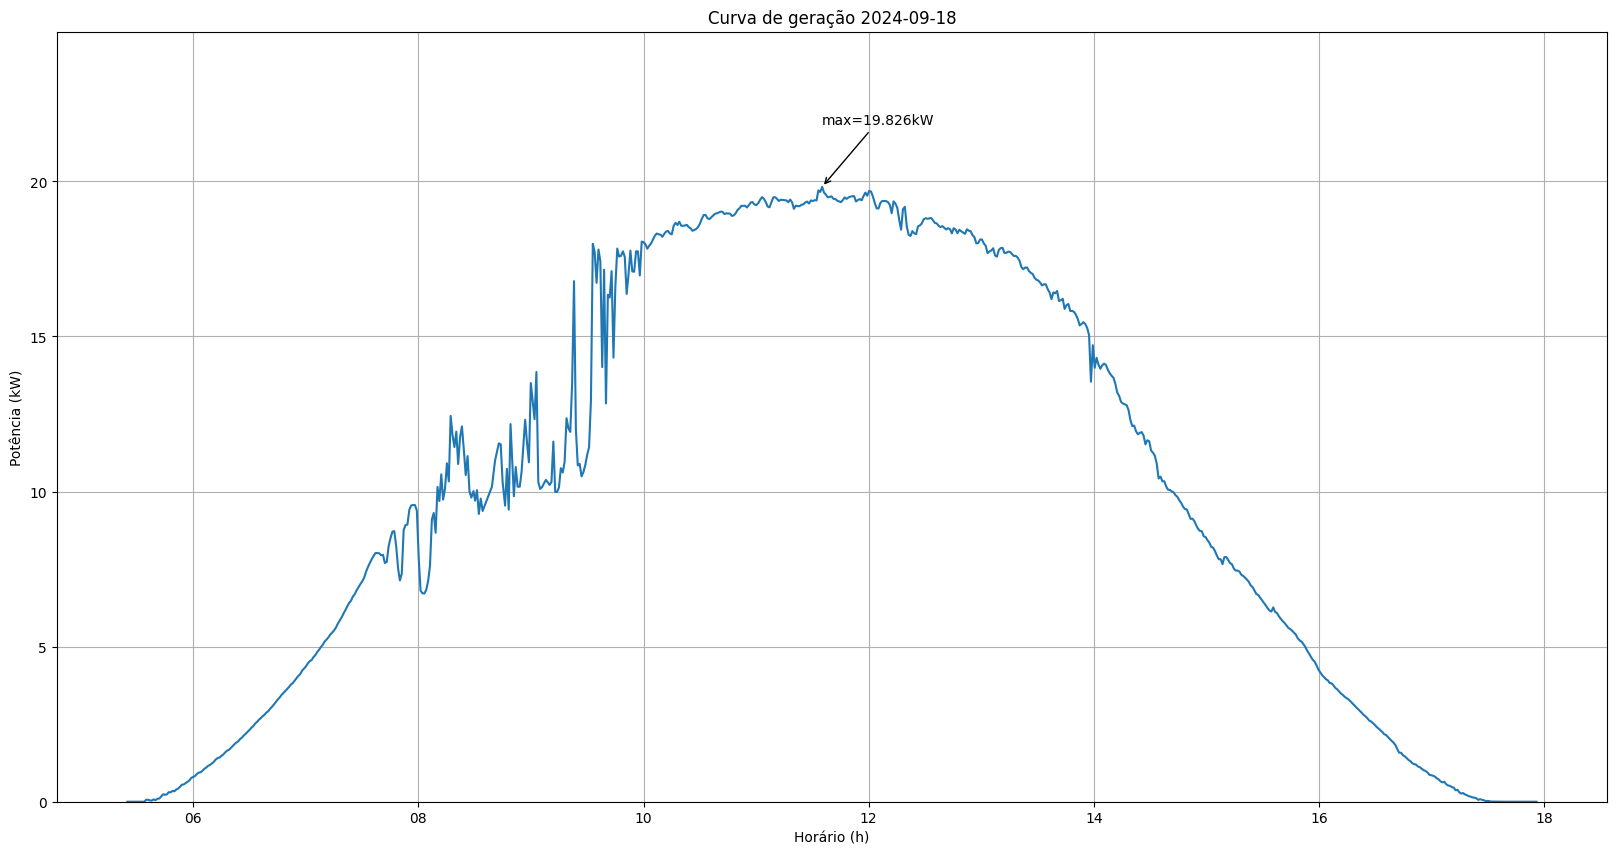 Curva de geração 2024-09-18
max=19.826kW
Potência (kW)
20
15
10
5
0
06 08 10 12 14 16 18
Horário (h)